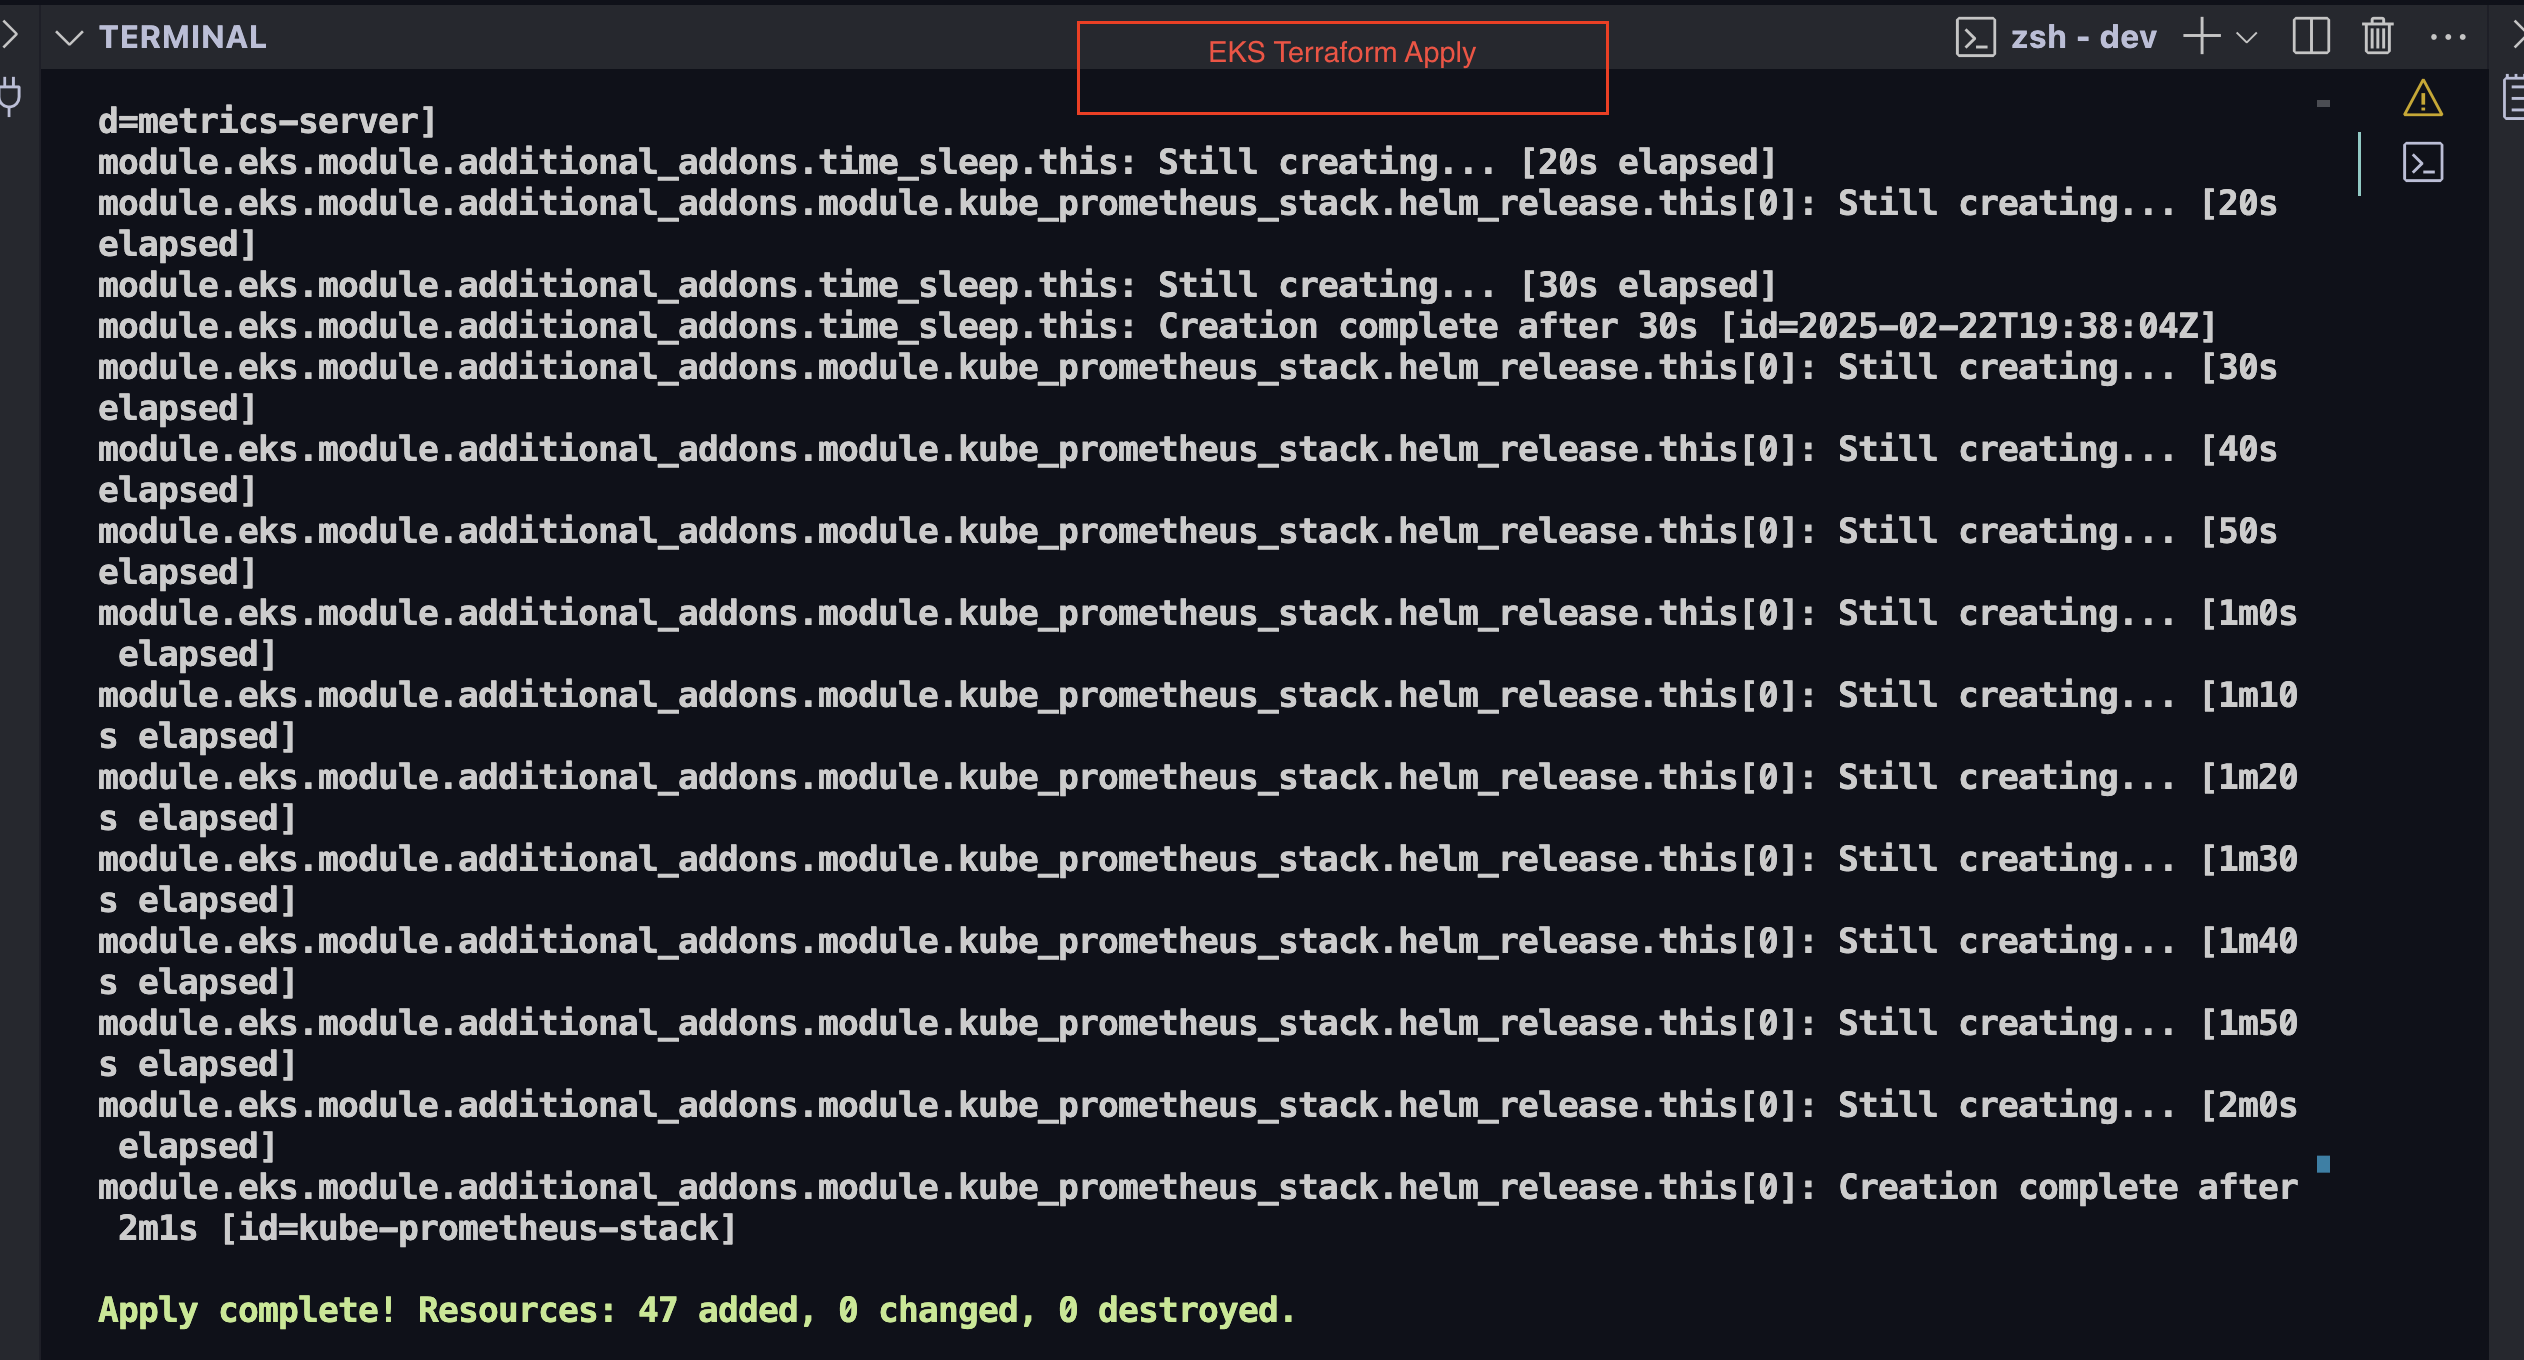 TERMINAL
EKS Terraform Apply
zsh - dev
d=metrics-server]
module.eks.module.additional_addons.time_sleep.this: Still creating... [20s elapsed]
module.eks.module.additional_addons.module.kube_prometheus_stack.helm_release.this[0]: Still creating... [20s
elapsed]
module.eks.module.additional_addons.time_sleep.this: Still creating... [30s elapsed]
module.eks.module.additional_addons.time_sleep.this: Creation complete after 30s [id=2025-02-22T19:38:04Z]
module.eks.module.additional_addons.module.kube_prometheus_stack.helm_release.this[0]: Still creating... [30s
elapsed]
module.eks.module.additional_addons.module.kube_prometheus_stack.helm_release.this[0]: Still creating... [40s
elapsed]
module.eks.module.additional_addons.module.kube_prometheus_stack.helm_release.this[0]: Still creating... [50s
elapsed]
module.eks.module.additional_addons.module.kube_prometheus_stack.helm_release.this[0]: Still creating... [1m0s
 elapsed]
module.eks.module.additional_addons.module.kube_prometheus_stack.helm_release.this[0]: Still creating... [1m10
s elapsed]
module.eks.module.additional_addons.module.kube_prometheus_stack.helm_release.this[0]: Still creating... [1m20
s elapsed]
module.eks.module.additional_addons.module.kube_prometheus_stack.helm_release.this[0]: Still creating... [1m30
s elapsed]
module.eks.module.additional_addons.module.kube_prometheus_stack.helm_release.this[0]: Still creating... [1m40
s elapsed]
module.eks.module.additional_addons.module.kube_prometheus_stack.helm_release.this[0]: Still creating... [1m50
s elapsed]
module.eks.module.additional_addons.module.kube_prometheus_stack.helm_release.this[0]: Still creating... [2m0s
 elapsed]
module.eks.module.additional_addons.module.kube_prometheus_stack.helm_release.this[0]: Creation complete after
 2m1s [id=kube-prometheus-stack]
Apply complete! Resources: 47 added, 0 changed, 0 destroyed.